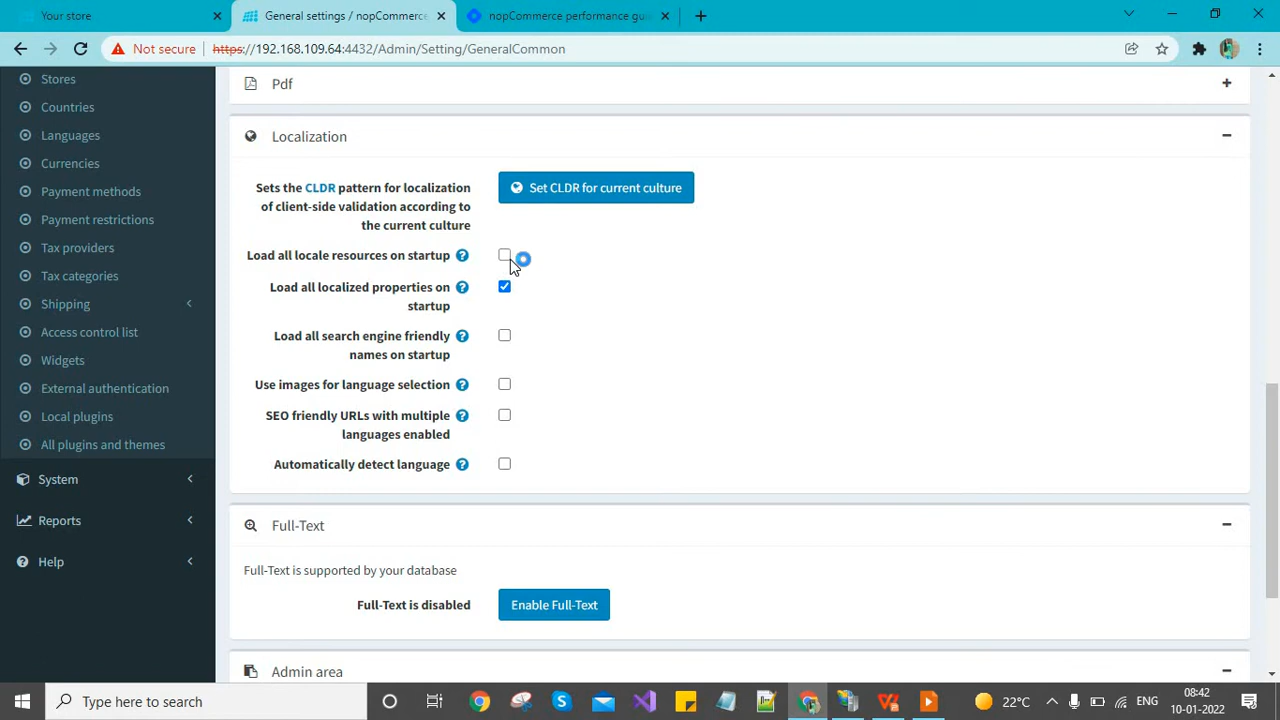 Your store
General settings / nopCommerce
nopCommerce performance gui
Not secure
https://192.168.109.64:4432/Admin/Setting/GeneralCommon
Stores
Countries
Languages
Currencies
Payment methods
Payment restrictions
Tax providers
Tax categories
Shipping
Access control list
Widgets
External authentication
Local plugins
All plugins and themes
System
Reports
Help
Pdf
Localization
Sets the CLDR pattern for localization
of client-side validation according to
the current culture
Set CLDR for current culture
Load all locale resources on startup
Load all localized properties on
startup
Load all search engine friendly
names on startup
Use images for language selection
SEO friendly URLs with multiple
languages enabled
Automatically detect language
Full-Text
Full-Text is supported by your database
Full-Text is disabled
Enable Full-Text
Admin area
Type here to search
22°C
ENG
08:42
10-01-2022